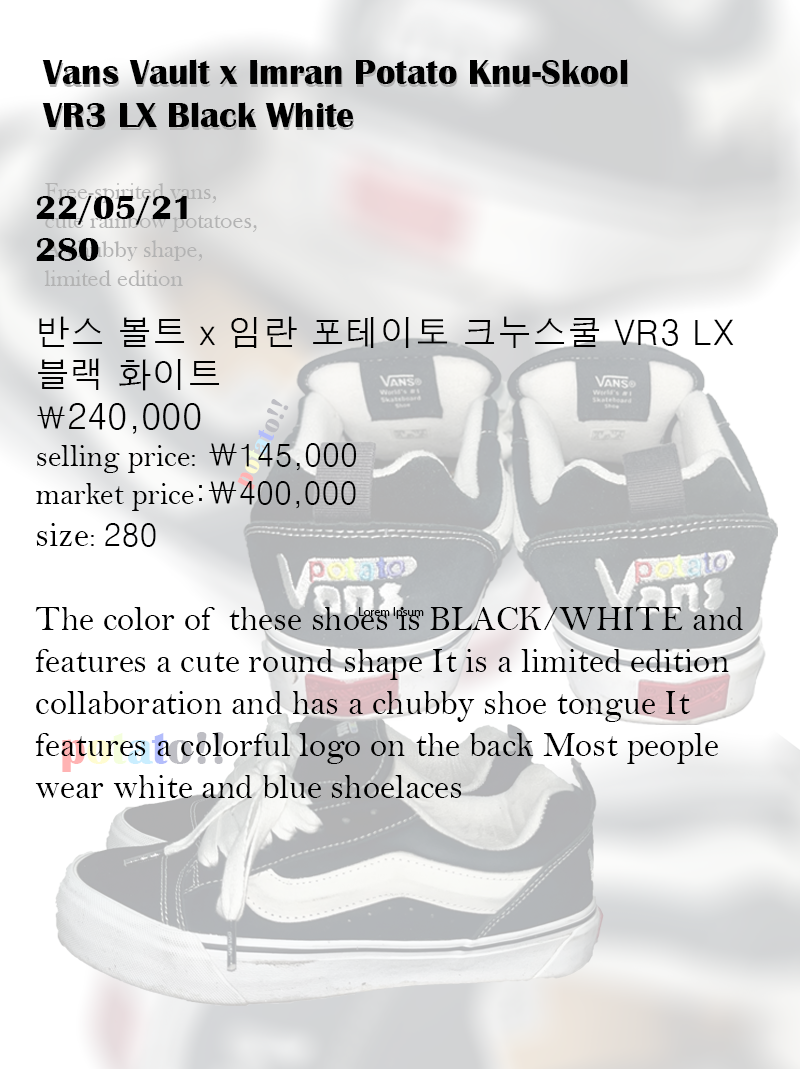 Vans Vault x Imran Potato Knu-Skool
VR3 LX Black White
Free-spirited vans,
22/05/21
cute rainbow potatoes,
280
shape,
limited edition
반스 볼트 x 임란 포테이토 크누스쿨 VR3 LX
블랙 화이트
₩240,000
selling price: ₩145,000
market price:₩400,000
size: 280
potato!!
VANS
World's #1
Skateboard
Shoe
VANS
World's #1
Skateboard
Shoe
potato
Vans
potato
Vans
Lorem Ipsum
The color of  these shoes is BLACK/WHITE and
features a cute round shape It is a limited edition
collaboration and has a chubby shoe tongue It
features a colorful logo on the back Most people
wear white and blue shoelaces
potato!!